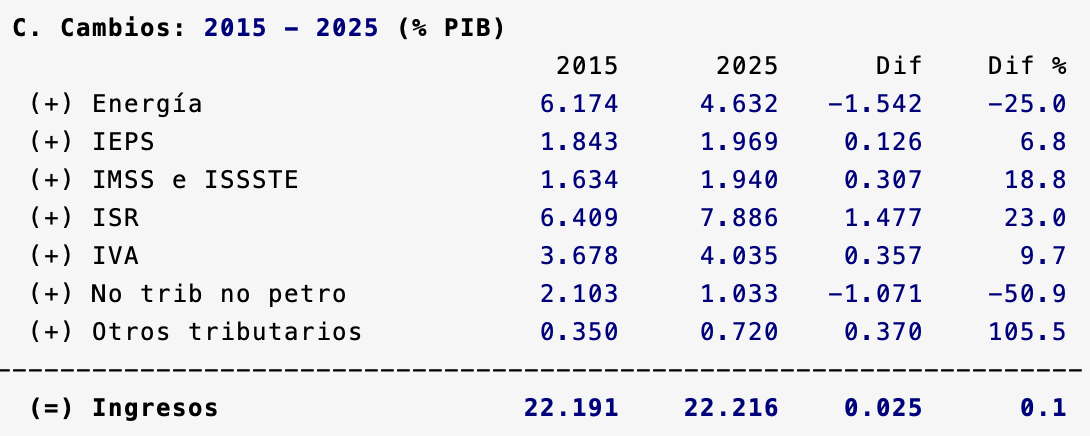 C. Cambios: 2015 - 2025 (% PIB)
2015 2025 Dif Dif %
(+) Energía 6.174 4.632 -1.542 -25.0
(+) IEPS 1.843 1.969 0.126 6.8
(+) IMSS e ISSSTE 1.634 1.940 0.307 18.8
(+) ISR 6.409 7.886 1.477 23.0
(+) IVA 3.678 4.035 0.357 9.7
(+) No trib no petro 2.103 1.033 -1.071 -50.9
(+) Otros tributarios 0.350 0.720 0.370 105.5
(=) Ingresos 22.191 22.216 0.025 0.1